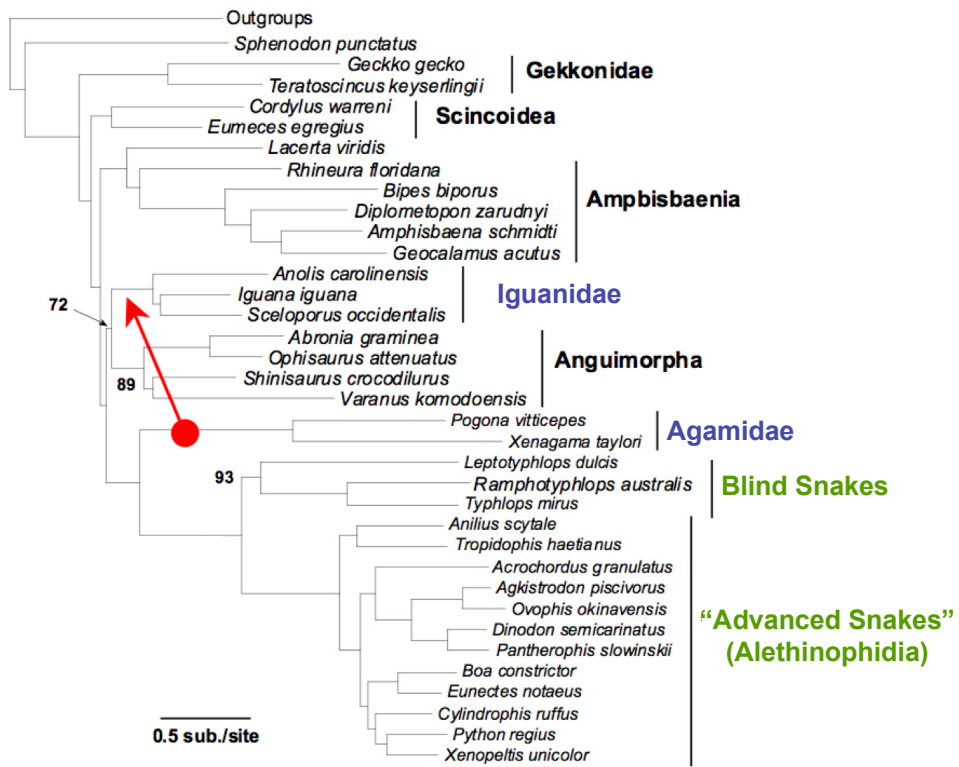 Outgroups
Sphenodon punctatus
Geckko gecko
Teratoscincus keyserlingii
Gekkonidae
Cordylus warreni
Eumeces egregius
Scincoidea
Lacerta viridis
Rhineura floridana
Bipes biporus
Diplometopon zarudnyi
Amphisbaena schmidti
Geocalamus acutus
Ampbisbaenia
Anolis carolinensis
Iguana iguana
Sceloporus occidentalis
Iguanidae
72
Abronia graminea
Ophisaurus attenuatus
Shinisaurus crocodilurus
Varanus komodoensis
Anguimorpha
89
Pogona vitticepes
Xenagama taylori
Agamidae
93
Leptotyphlops dulcis
Ramphotyphlops australis
Typhlops mirus
Blind Snakes
Anilius scytale
Tropidophis haetianus
Acrochordus granulatus
Agkistrodon piscivorus
Ovophis okinavensis
Dinodon semicarinatus
Pantherophis slowinskii
Boa constrictor
Eunectes notaeus
Cylindrophis ruffus
Python regius
Xenopeltis unicolor
“Advanced Snakes”
(Alethinophidia)
0.5 sub./site